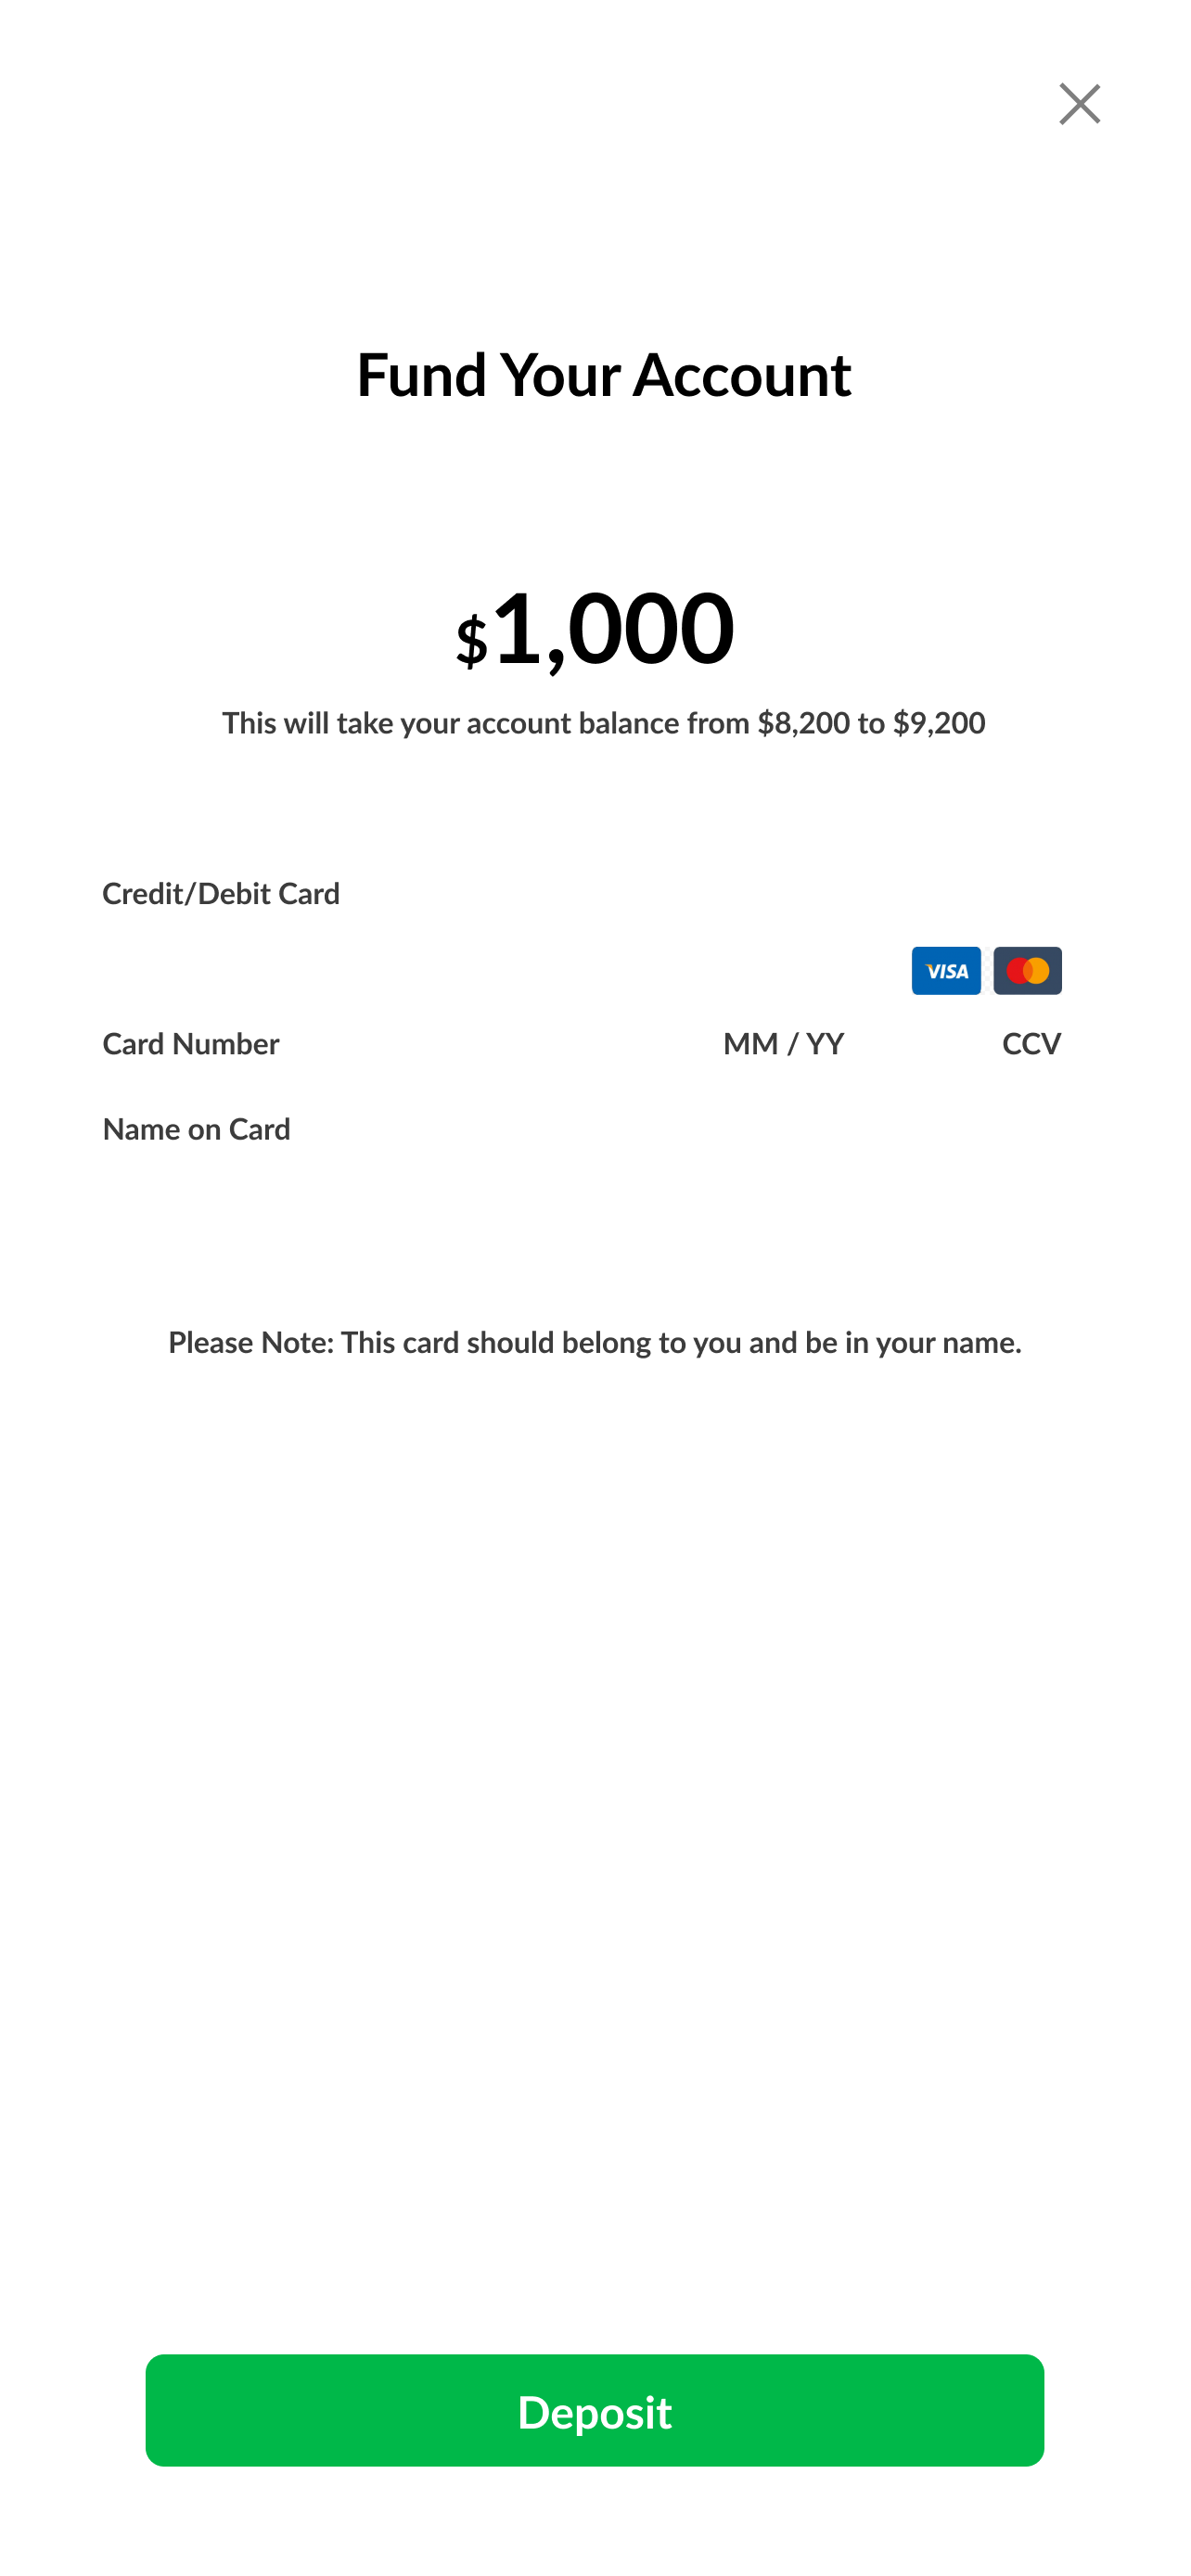 Fund Your Account
$1,000
This will take your account balance from $8,200 to $9,200
Credit/Debit Card
VISA
Card Number MM / YY CCV
Name on Card
Please Note: This card should belong to you and be in your name.
Deposit